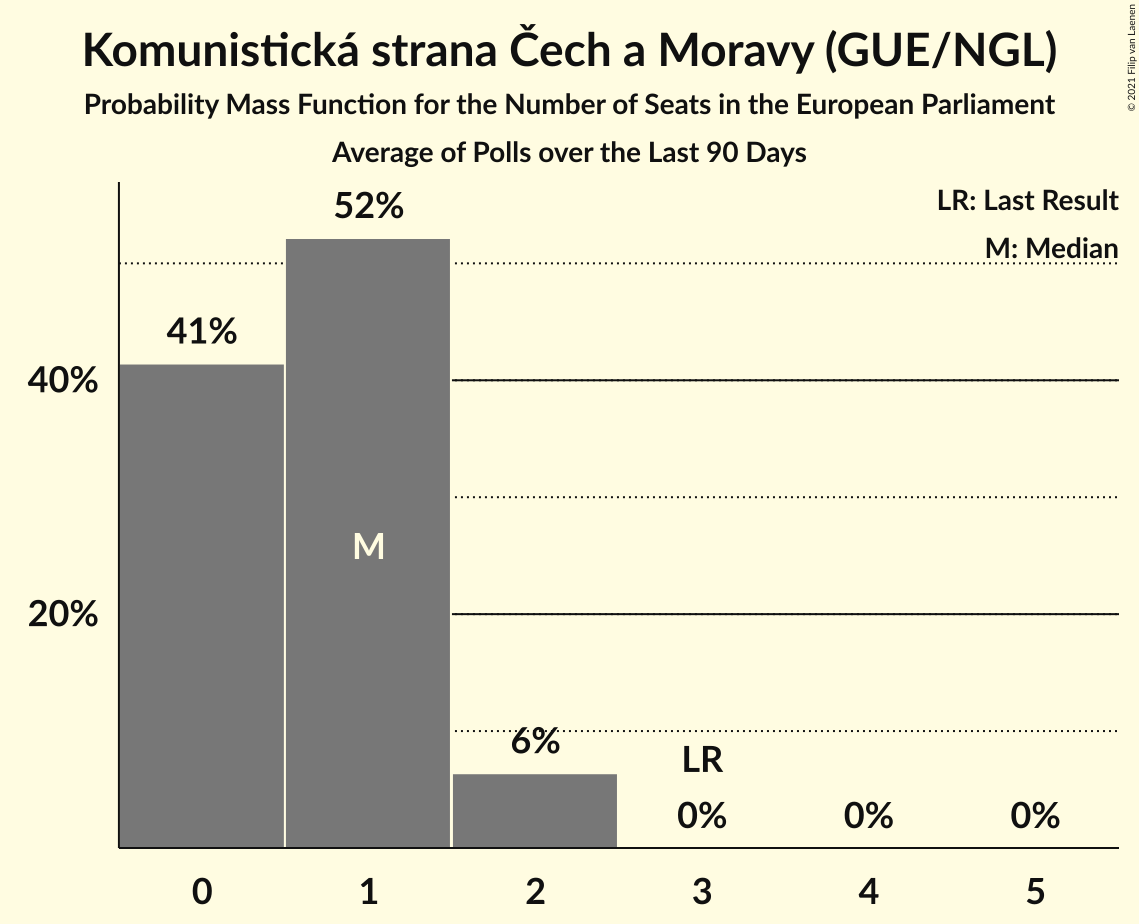 Komunistická strana Čech a Moravy (GUE/NGL)
Probability Mass Function for the Number of Seats in the European Parliament
Average of Polls over the Last 90 Days
© 2021 Filip van Laenen
LR: Last Result
M: Median
52%
41%
40%
M
20%
6%
LR
0% 0% 0%
0 1 2 3 4 5